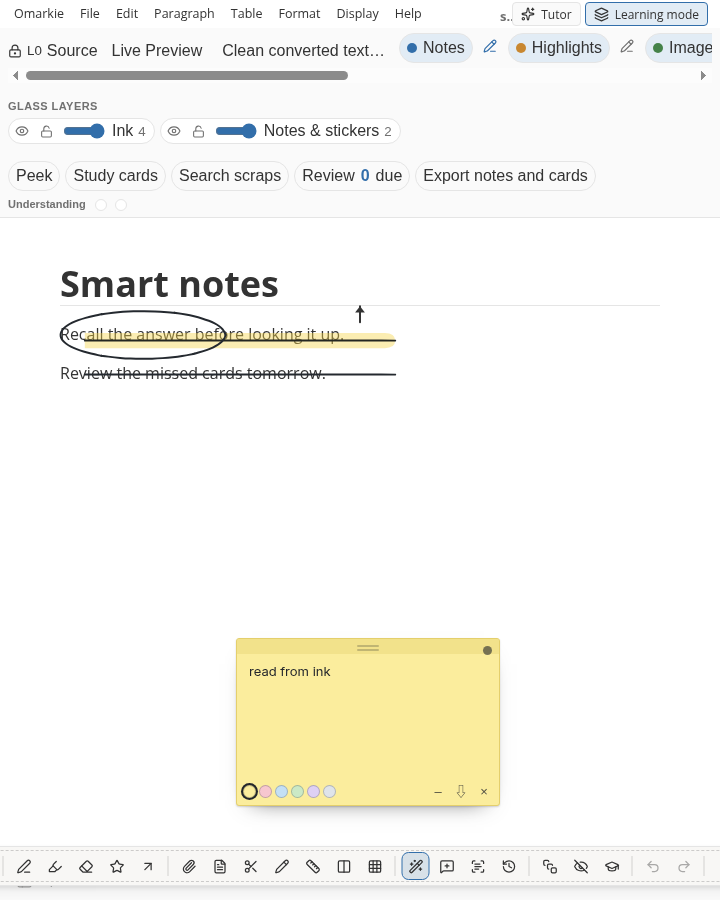 Omarkie File Edit Paragraph Table Format Display Help s.. Tutor Learning mode
L0 Source Live Preview Clean converted text… Notes Highlights Image
GLASS LAYERS
Ink 4 Notes & stickers 2
Peek Study cards Search scraps Review 0 due Export notes and cards
Understanding
Smart notes
Recall the answer before looking it up.
Review the missed cards tomorrow.
read from ink